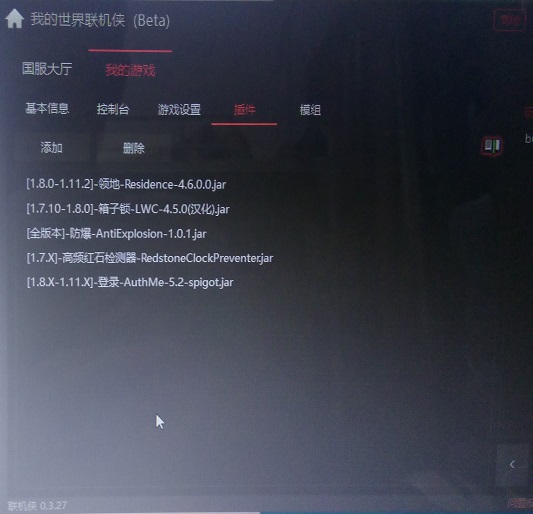 我的世界联机侠 (Beta)
国服大厅 我的游戏
基本信息 控制台 游戏设置 插件 模组
添加 删除
[1.8.0-1.11.2]-领地-Residence-4.6.0.0.jar
[1.7.10-1.8.0]-箱子锁-LWC-4.5.0(汉化).jar
[全版本]-防爆-AntiExplosion-1.0.1.jar
[1.7.X]-高频红石检测器-RedstoneClockPreventer.jar
[1.8.X-1.11.X]-登录-AuthMe-5.2-spigot.jar
联机侠 0.3.27